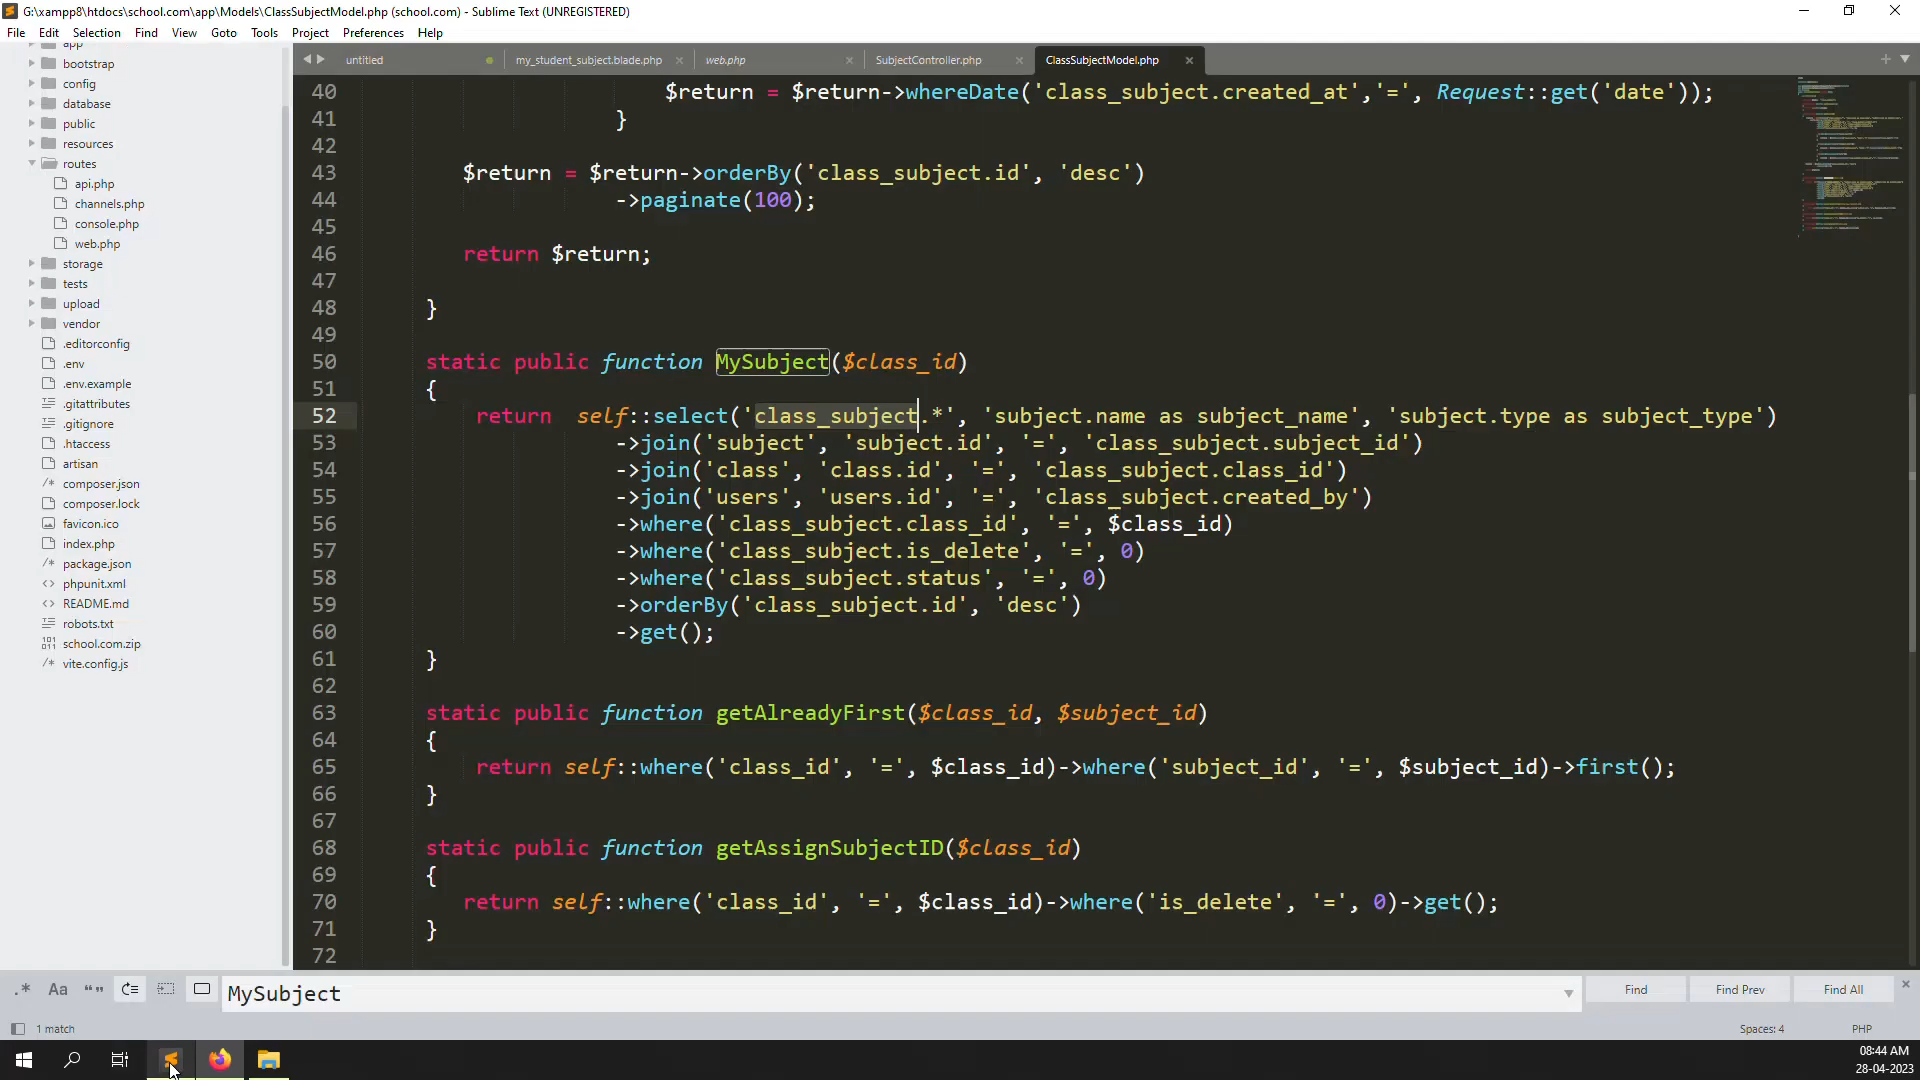 G:\xampp8\htdocs\school.com\app\Models\ClassSubjectModel.php (school.com) - Sublime Text (UNREGISTERED)
File Edit Selection Find View Goto Tools Project Preferences Help
app
bootstrap
config
database
public
resources
routes
api.php
channels.php
console.php
web.php
storage
tests
upload
vendor
.editorconfig
.env
.env.example
.gitattributes
.gitignore
.htaccess
artisan
composer.json
composer.lock
favicon.ico
index.php
package.json
phpunit.xml
README.md
robots.txt
school.com.zip
vite.config.js
untitled my_student_subject.blade.php web.php SubjectController.php ClassSubjectModel.php
40 $return = $return->whereDate('class_subject.created_at','=', Request::get('date'));
41 }
42
43 $return = $return->orderBy('class_subject.id', 'desc')
44 ->paginate(100);
45
46 return $return;
47
48 }
49
50 static public function MySubject($class_id)
51 {
52 return  self::select('class_subject.*', 'subject.name as subject_name', 'subject.type as subject_type')
53 ->join('subject', 'subject.id', '=', 'class_subject.subject_id')
54 ->join('class', 'class.id', '=', 'class_subject.class_id')
55 ->join('users', 'users.id', '=', 'class_subject.created_by')
56 ->where('class_subject.class_id', '=', $class_id)
57 ->where('class_subject.is_delete', '=', 0)
58 ->where('class_subject.status', '=', 0)
59 ->orderBy('class_subject.id', 'desc')
60 ->get();
61 }
62
63 static public function getAlreadyFirst($class_id, $subject_id)
64 {
65 return self::where('class_id', '=', $class_id)->where('subject_id', '=', $subject_id)->first();
66 }
67
68 static public function getAssignSubjectID($class_id)
69 {
70 return self::where('class_id', '=', $class_id)->where('is_delete', '=', 0)->get();
71 }
72
.* Aa “” MySubject Find Find Prev Find All
1 match Spaces: 4 PHP
08:44 AM
28-04-2023